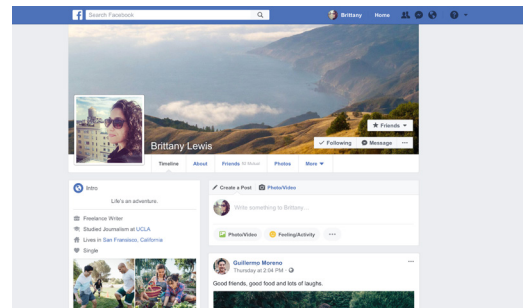 f Search Facebook Brittany Home
Friends
Brittany Lewis Following Message
Timeline About Friends Photos More
Intro
Life's an adventure.
Freelance Writer
Studied Journalism at UCLA
Lives in San Fransisco, California
Single
Create a Post Photo/Video
Write something to Brittany...
Photo/Video Feeling/Activity
Guillermo Moreno
Thursday at 2:04 PM ·
Good friends, good food and lots of laughs.